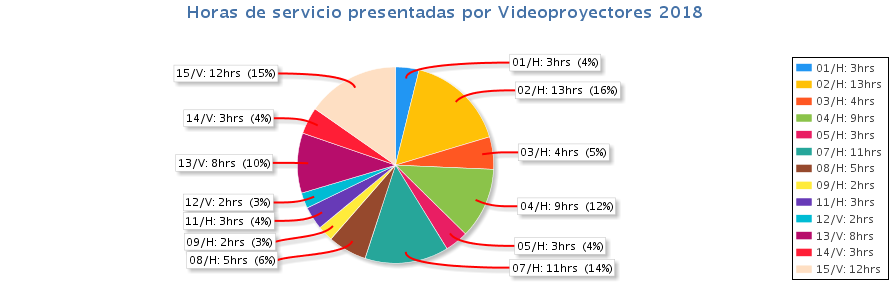 Horas de servicio presentadas por Videoproyectores 2018
01/H: 3hrs (4%)
02/H: 13hrs (16%)
03/H: 4hrs (5%)
04/H: 9hrs (12%)
05/H: 3hrs (4%)
07/H: 11hrs (14%)
08/H: 5hrs (6%)
09/H: 2hrs (3%)
11/H: 3hrs (4%)
12/V: 2hrs (3%)
13/V: 8hrs (10%)
14/V: 3hrs (4%)
15/V: 12hrs (15%)
01/H: 3hrs
02/H: 13hrs
03/H: 4hrs
04/H: 9hrs
05/H: 3hrs
07/H: 11hrs
08/H: 5hrs
09/H: 2hrs
11/H: 3hrs
12/V: 2hrs
13/V: 8hrs
14/V: 3hrs
15/V: 12hrs